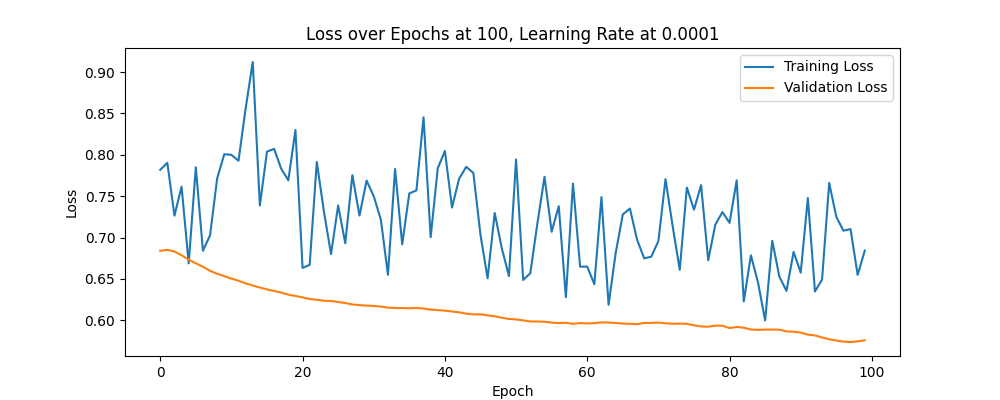 Loss over Epochs at 100, Learning Rate at 0.0001
Training Loss
Validation Loss
Loss
0.90
0.85
0.80
0.75
0.70
0.65
0.60
0
20
40
60
80
100
Epoch